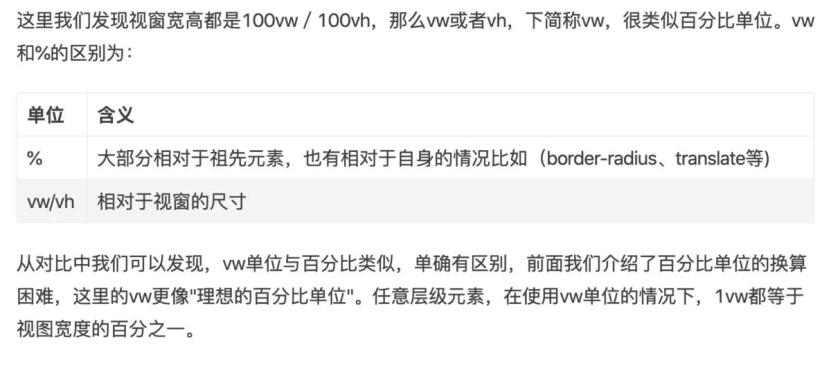 这里我们发现视窗宽高都是100vw / 100vh，那么vw或者vh，下简称vw，很类似百分比单位。vw
和%的区别为：
单位 含义
% 大部分相对于祖先元素，也有相对于自身的情况比如（border-radius、translate等)
vw/vh 相对于视窗的尺寸
从对比中我们可以发现，vw单位与百分比类似，单确有区别，前面我们介绍了百分比单位的换算
困难，这里的vw更像"理想的百分比单位"。任意层级元素，在使用vw单位的情况下，1vw都等于
视图宽度的百分之一。